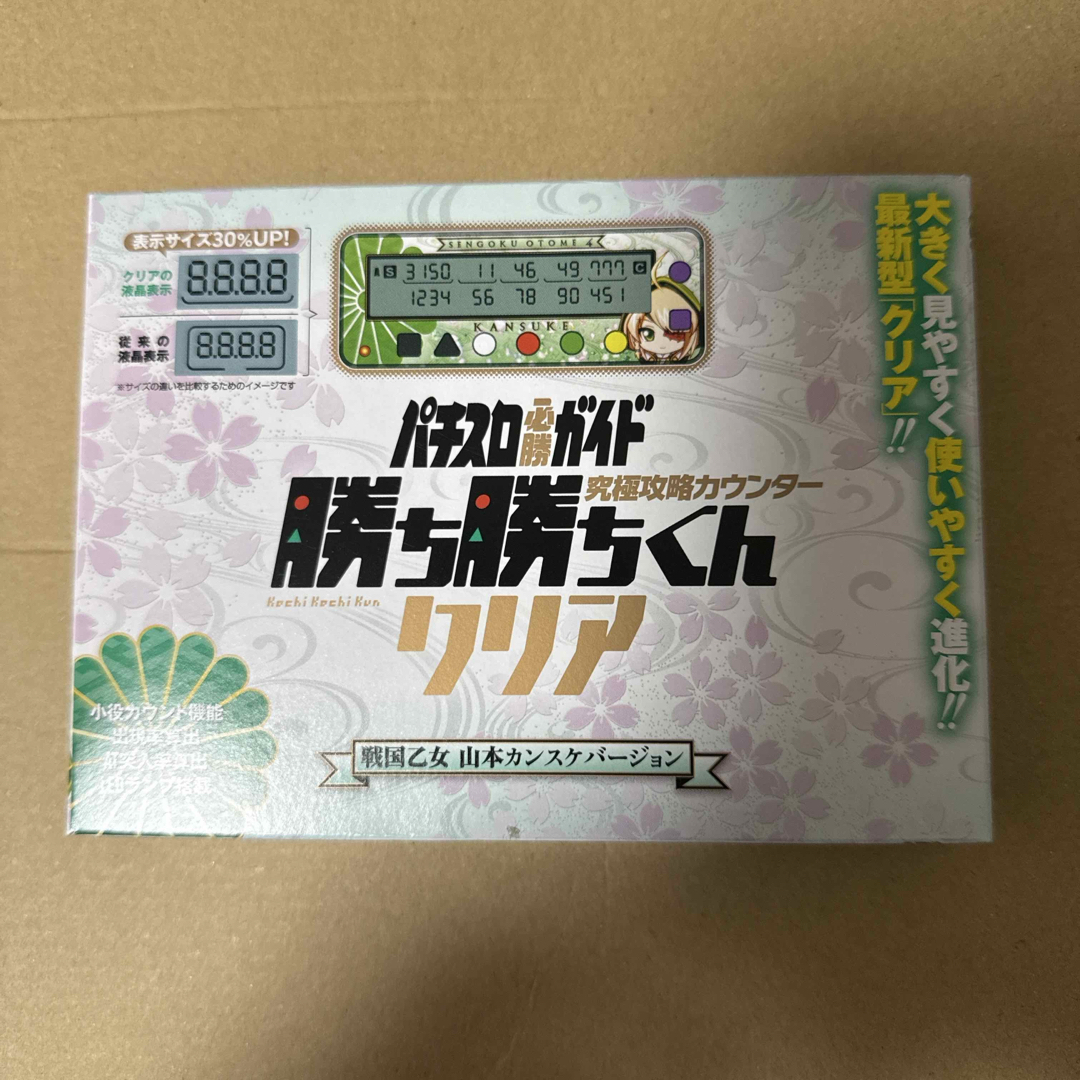 表示サイズ30%UP!
クリアの
液晶表示
8.8.8.8
従来の
液晶表示
8.8.8.8
※サイズの違いを比較するためのイメージです
SENGOKU OTOME 4
S 3150 11 46 49 777 C
1234 56 78 90 451
KANSUKE
大きく見やすく使いやすく進化!!
最新型「クリア」!!
パチスロ必勝ガイド
究極攻略カウンター
勝ち勝ちくん
Kachi Kachi Kun
クリア
小役カウント機能
出現率算出
戦国乙女 山本カンスケバージョン